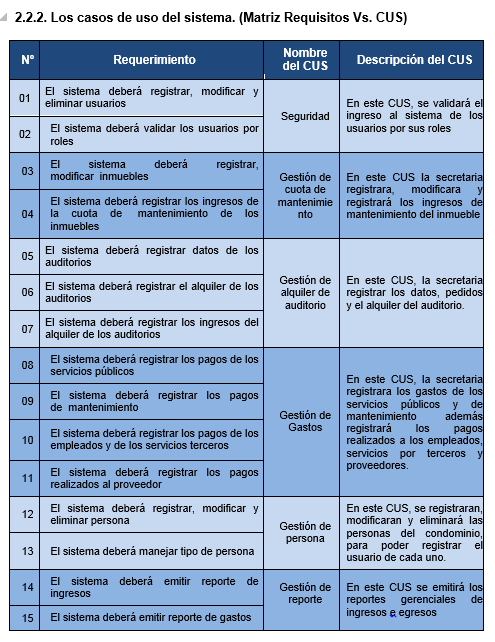 2.2.2. Los casos de uso del sistema. (Matriz Requisitos Vs. CUS)
N° Requerimiento Nombre del CUS Descripción del CUS
01 El sistema deberá registrar, modificar y
eliminar usuarios
02 El sistema deberá validar los usuarios por
roles
Seguridad
En este CUS, se validará el
ingreso al sistema de los
usuarios por sus roles
03 El sistema deberá registrar,
modificar inmuebles
04 El sistema deberá registrar los ingresos de
la cuota de mantenimiento de los
inmuebles
Gestión de
cuota de
mantenimie
nto
En este CUS la secretaria
registrara, modificara y
registrará los ingresos de
mantenimiento del inmueble
05 El sistema deberá registrar datos de los
auditorios
06 El sistema deberá registrar el alquiler de los
auditorios
07 El sistema deberá registrar los ingresos del
alquiler de los auditorios
Gestión de
alquiler de
auditorio
En este CUS, la secretaria
registrar los datos, pedidos
y el alquiler del auditorio.
08 El sistema deberá registrar los pagos de los
servicios públicos
09 El sistema deberá registrar los pagos
de mantenimiento
10 El sistema deberá registrar los pagos de los
empleados y de los servicios terceros
11 El sistema deberá registrar los pagos
realizados al proveedor
Gestión de
Gastos
En este CUS, la secretaria
registrara los gastos de los
servicios públicos y de
mantenimiento además
registrará los pagos
realizados a los empleados,
servicios por terceros y
proveedores.
12 El sistema deberá registrar, modificar y
eliminar persona
13 El sistema deberá manejar tipo de persona
Gestión de
persona
En este CUS, se registraran,
modificaran y eliminará las
personas del condominio,
para poder registrar el
usuario de cada uno.
14 El sistema deberá emitir reporte de
ingresos
15 El sistema deberá emitir reporte de gastos
Gestión de
reporte
En este CUS se emitirá los
reportes gerenciales de
ingresos e egresos